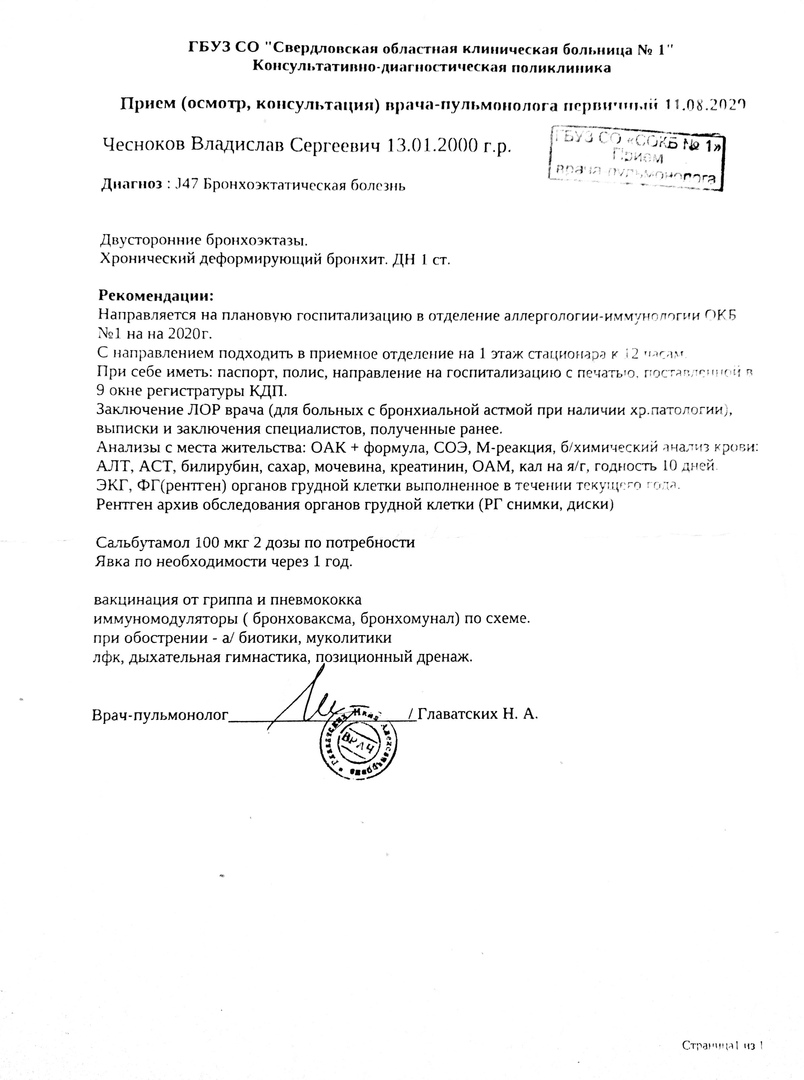 ГБУЗ СО "Свердловская областная клиническая больница № 1"
Консультативно-диагностическая поликлиника
Прием (осмотр, консультация) врача-пульмонолога первичный 11.08.2020
Чесноков Владислав Сергеевич 13.01.2000 г.р.
ГБУЗ СО «СОКБ № 1»
Прием
врача пульмонолога
Диагноз : J47 Бронхоэктатическая болезнь
Двусторонние бронхоэктазы.
Хронический деформирующий бронхит. ДН 1 ст.
Рекомендации:
Направляется на плановую госпитализацию в отделение аллергологии-иммунологии ОКБ
№1 на на 2020г.
С направлением подходить в приемное отделение на 1 этаж стационара к 12 часам
При себе иметь: паспорт, полис, направление на госпитализацию с печатью, поставленной в
9 окне регистратуры КДП.
Заключение ЛОР врача (для больных с бронхиальной астмой при наличии хр.патологии),
выписки и заключения специалистов, полученные ранее.
Анализы с места жительства: ОАК + формула, СОЭ, М-реакция, б/химический анализ крови:
АЛТ, АСТ, билирубин, сахар, мочевина, креатинин, ОАМ, кал на я/г, годность 10 дней.
ЭКГ, ФГ(рентген) органов грудной клетки выполненное в течении текущего года.
Рентген архив обследования органов грудной клетки (РГ снимки, диски)
Сальбутамол 100 мкг 2 дозы по потребности
Явка по необходимости через 1 год.
вакцинация от гриппа и пневмококка
иммуномодуляторы ( бронховаксма, бронхомунал) по схеме.
при обострении - а/ биотики, муколитики
лфк, дыхательная гимнастика, позиционный дренаж.
Врач-пульмонолог / Главатских Н. А.
ВРАЧ
Страница1 из 1